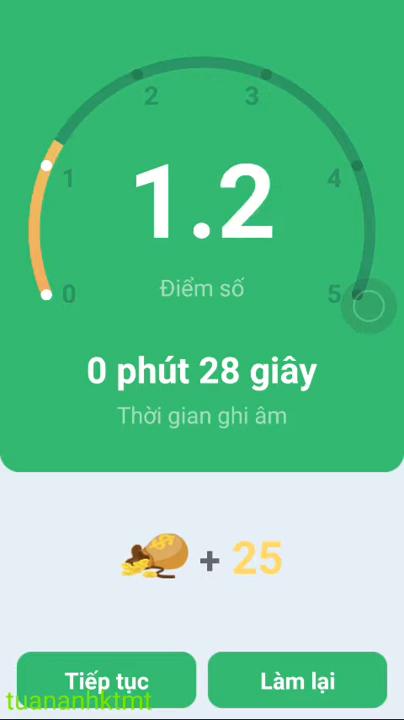 2 3
1 4
1.2
0 5
Điểm số
0 phút 28 giây
Thời gian ghi âm
$
+ 25
Tiếp tục Làm lại
tuananhktmt